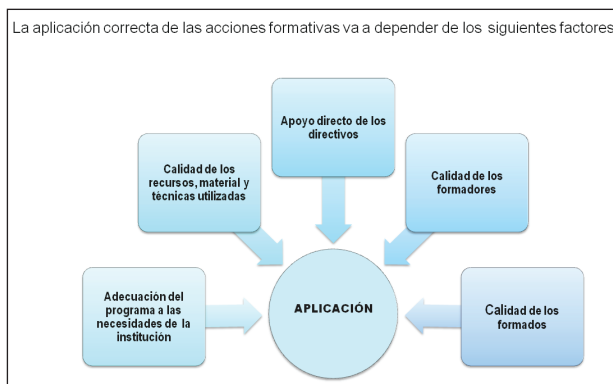 La aplicación correcta de las acciones formativas va a depender de los siguientes factores
Apoyo directo de los
directivos
Calidad de los
recursos, material y
técnicas utilizadas
Calidad de los
formadores
Adecuación del
programa a las
necesidades de la
institución
APLICACIÓN
Calidad de los
formados